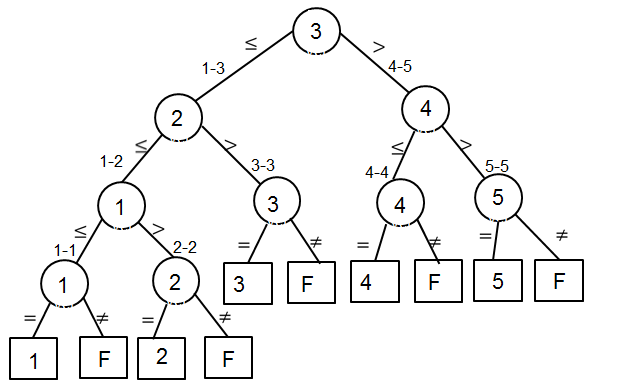 3
≤ >
1-3 4-5
2 4
≤ > ≤ >
1-2 3-3 4-4 5-5
1 3 4 5
≤ > = ≠ = ≠ = ≠
1-1 2-2
1 2 3 F 4 F 5 F
= ≠ = ≠
1 F 2 F